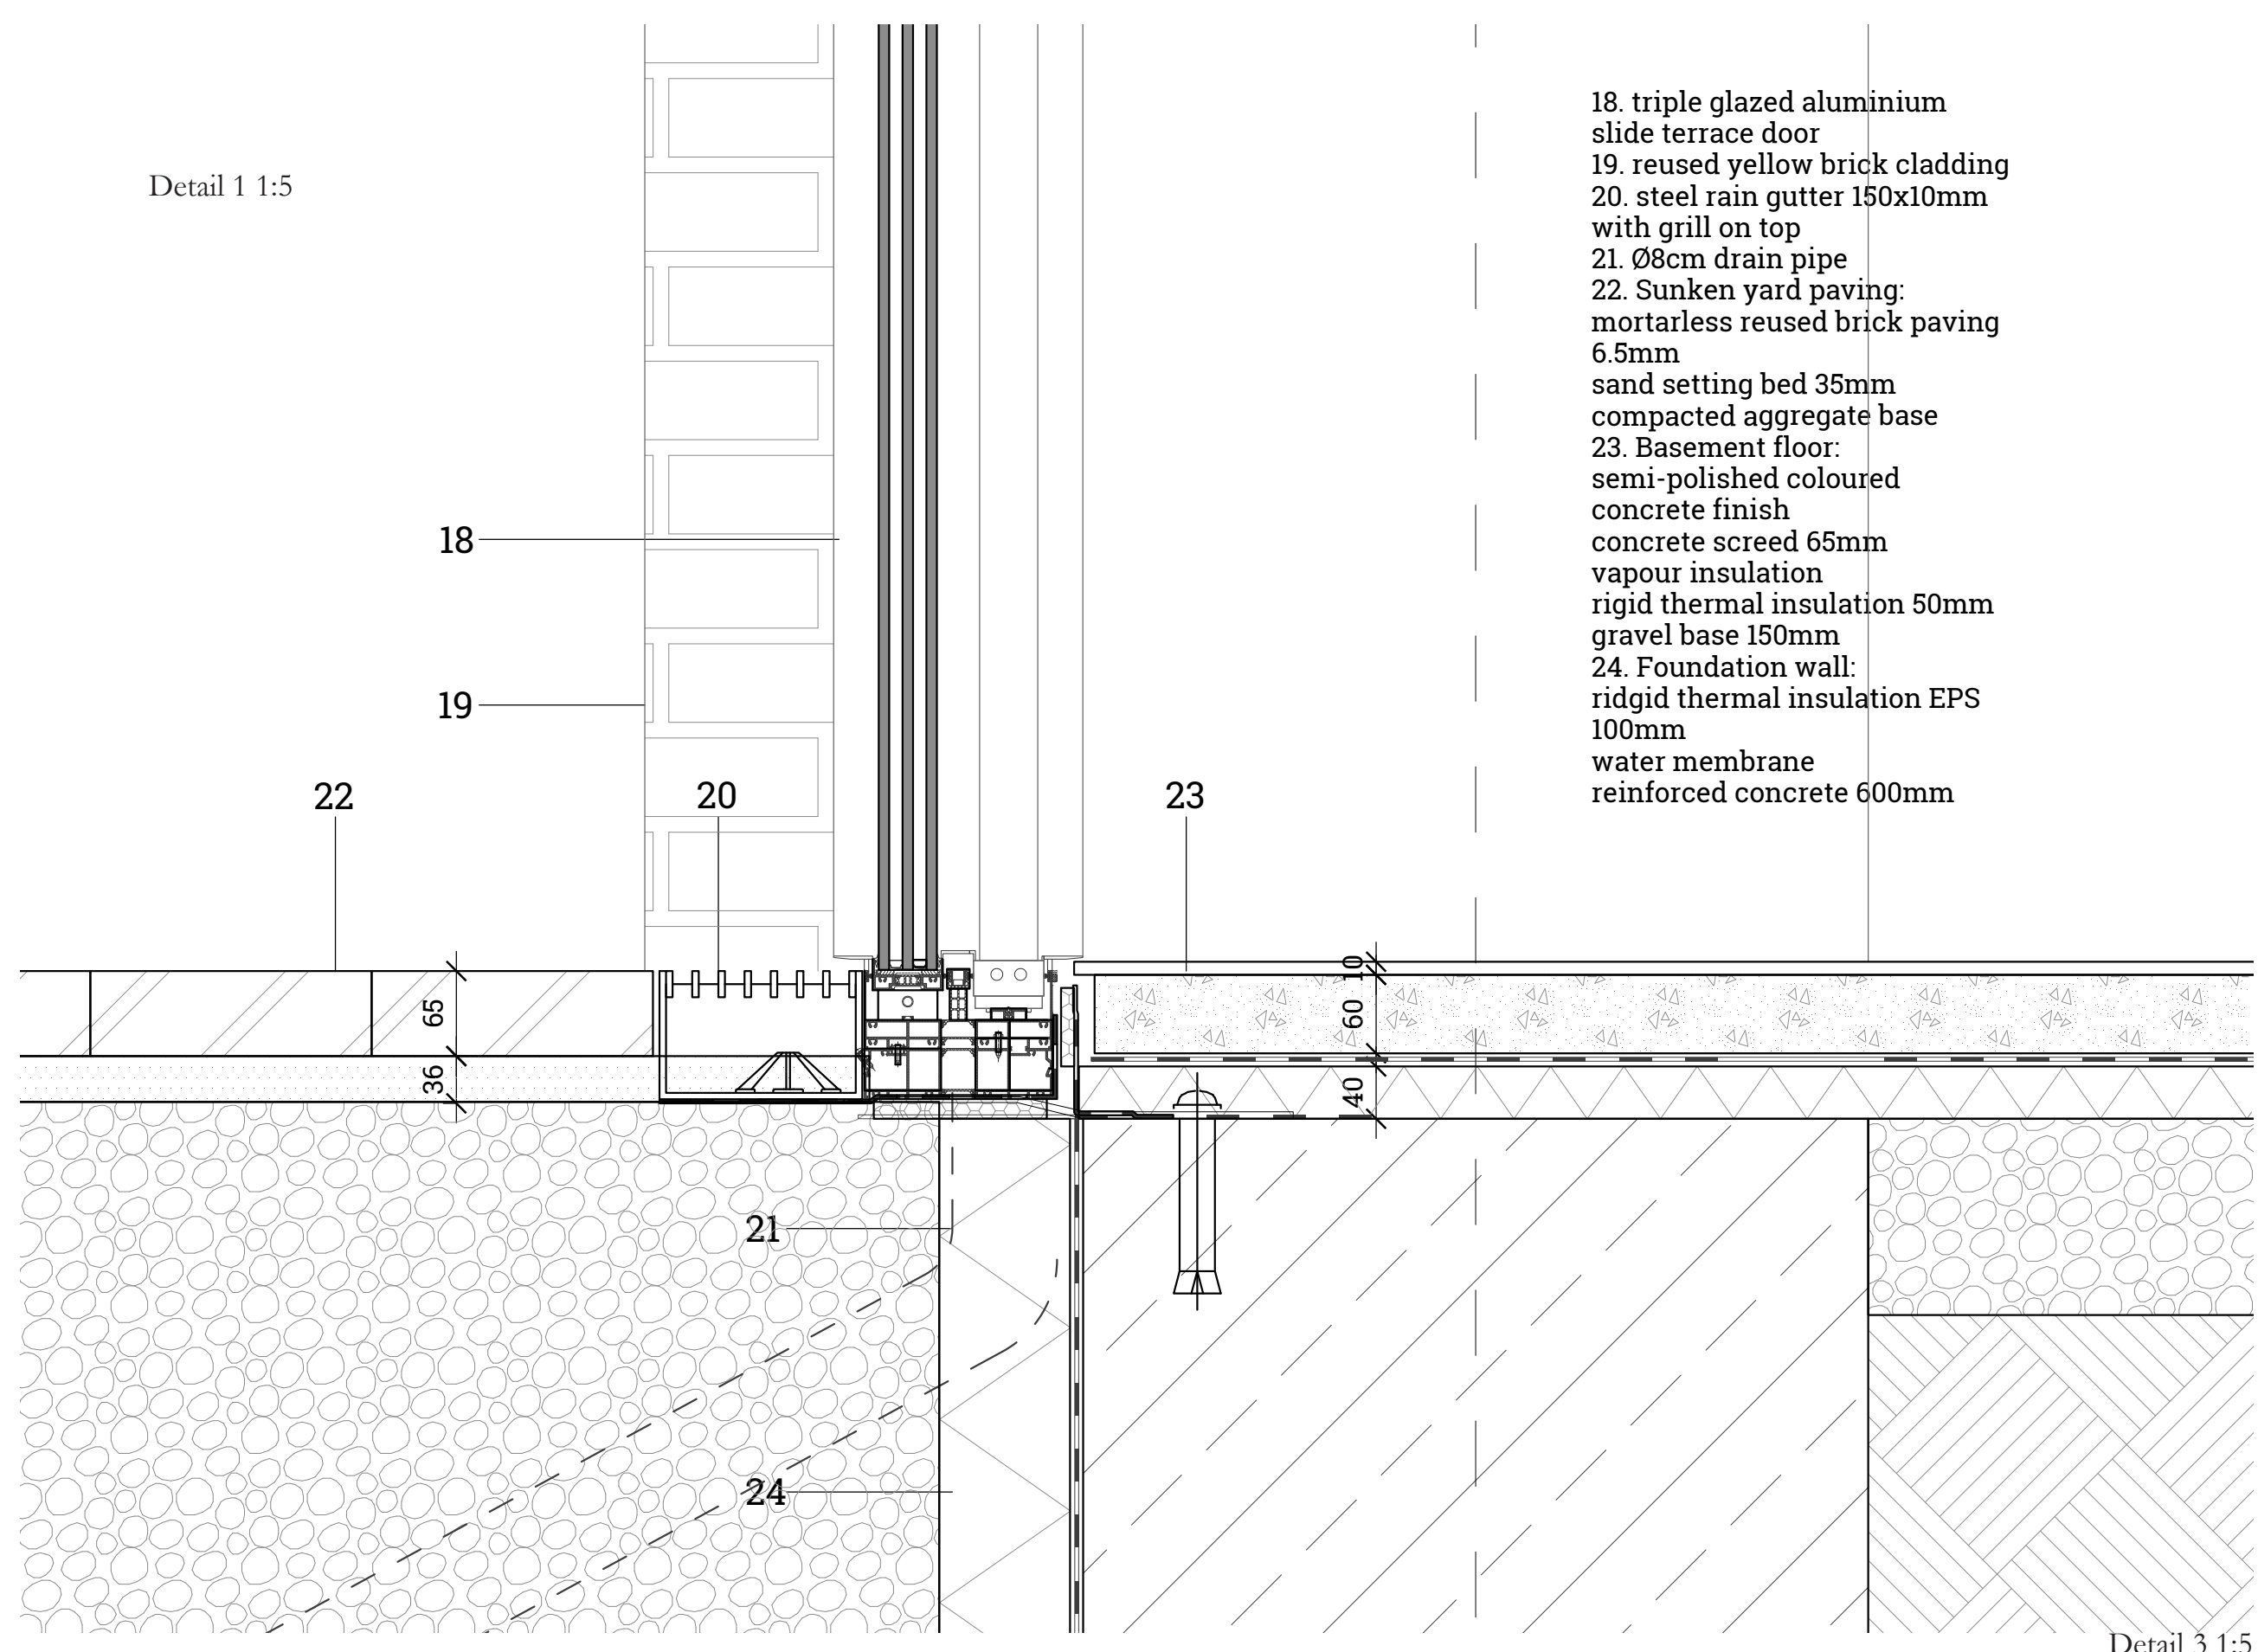 Detail 1 1:5
18. triple glazed aluminium
slide terrace door
19. reused yellow brick cladding
20. steel rain gutter 150x10mm
with grill on top
21. Ø8cm drain pipe
22. Sunken yard paving:
mortarless reused brick paving
6.5mm
sand setting bed 35mm
compacted aggregate base
23. Basement floor:
semi-polished coloured
concrete finish
concrete screed 65mm
vapour insulation
rigid thermal insulation 50mm
gravel base 150mm
24. Foundation wall:
ridgid thermal insulation EPS
100mm
water membrane
reinforced concrete 600mm
18
19
22
20
23
10
65
60
36
40
21
24
Detail 3 1:5